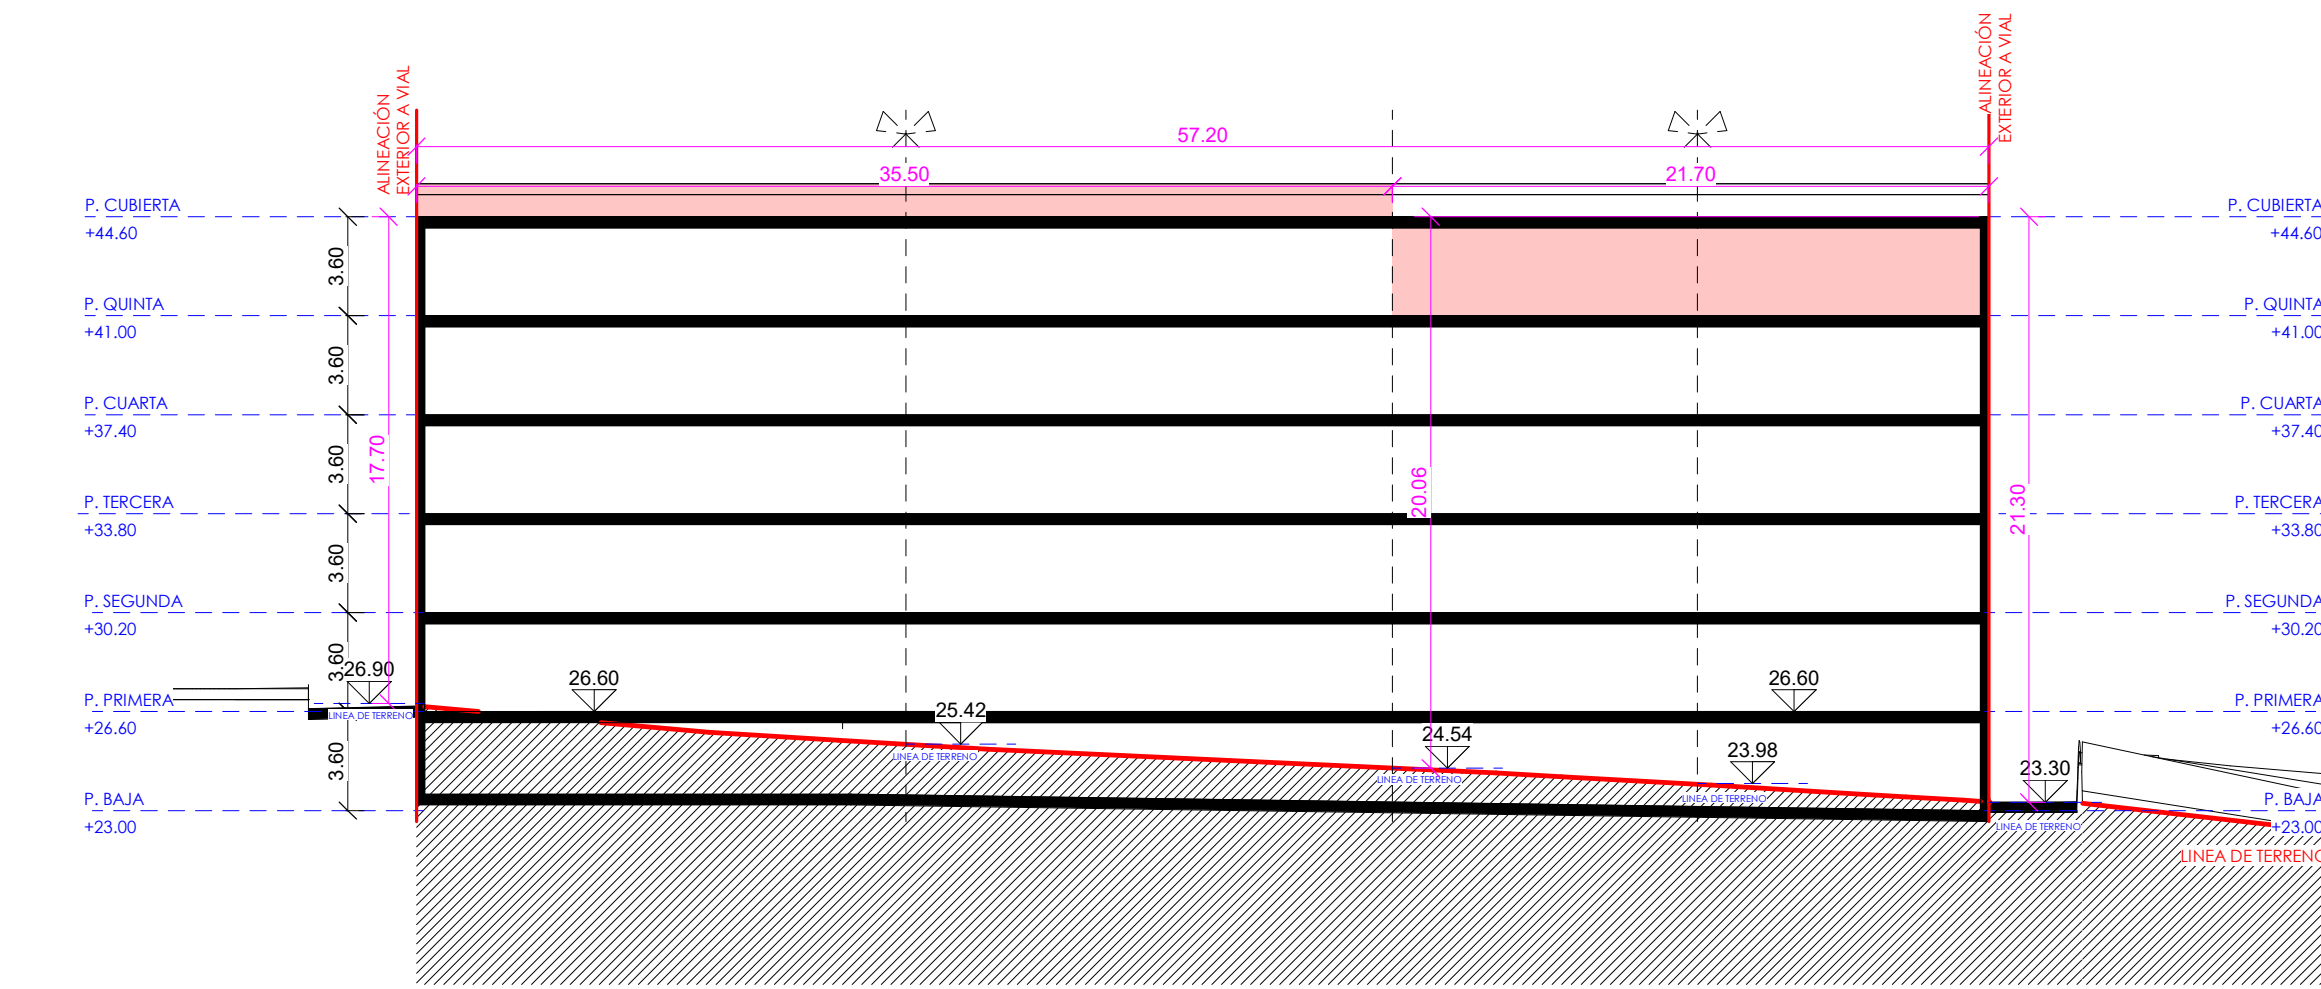 ALINEACIÓN
EXTERIOR A VIAL
ALINEACIÓN
EXTERIOR A VIAL
57.20
35.50
21.70
P. CUBIERTA
+44.60
P. CUBIERTA
+44.60
3.60
P. QUINTA
+41.00
P. QUINTA
+41.00
3.60
P. CUARTA
+37.40
P. CUARTA
+37.40
3.60
17.70
20.06
21.30
P. TERCERA
+33.80
P. TERCERA
+33.80
3.60
P. SEGUNDA
+30.20
P. SEGUNDA
+30.20
3.60
26.90
26.60
26.60
P. PRIMERA
+26.60
LINEA DE TERRENO
25.42
LINEA DE TERRENO
24.54
LINEA DE TERRENO
23.98
LINEA DE TERRENO
P. PRIMERA
+26.60
3.60
23.30
P. BAJA
+23.00
P. BAJA
+23.00
LINEA DE TERRENO
LINEA DE TERRENO